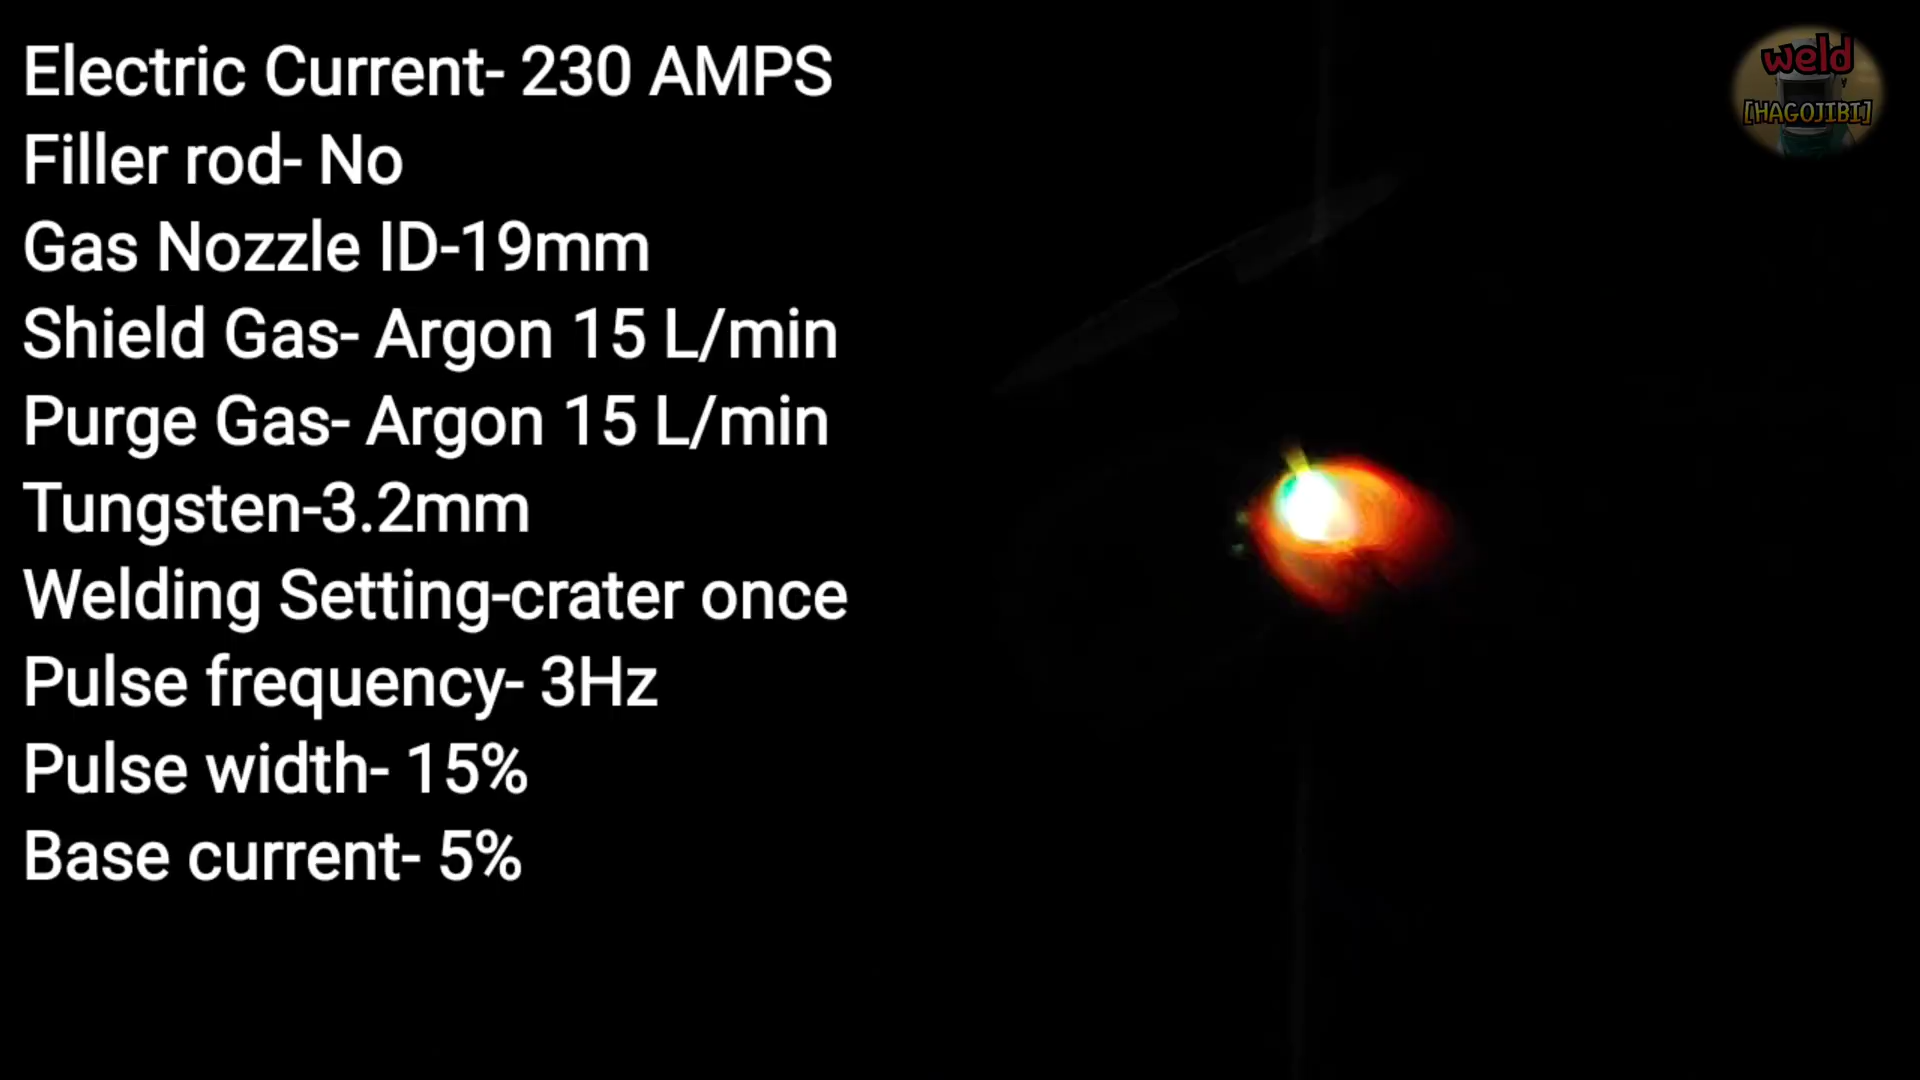 Electric Current- 230 AMPS
Filler rod- No
Gas Nozzle ID-19mm
Shield Gas- Argon 15 L/min
Purge Gas- Argon 15 L/min
Tungsten-3.2mm
Welding Setting-crater once
Pulse frequency- 3Hz
Pulse width- 15%
Base current- 5%
weld
[HAGOJIBI]